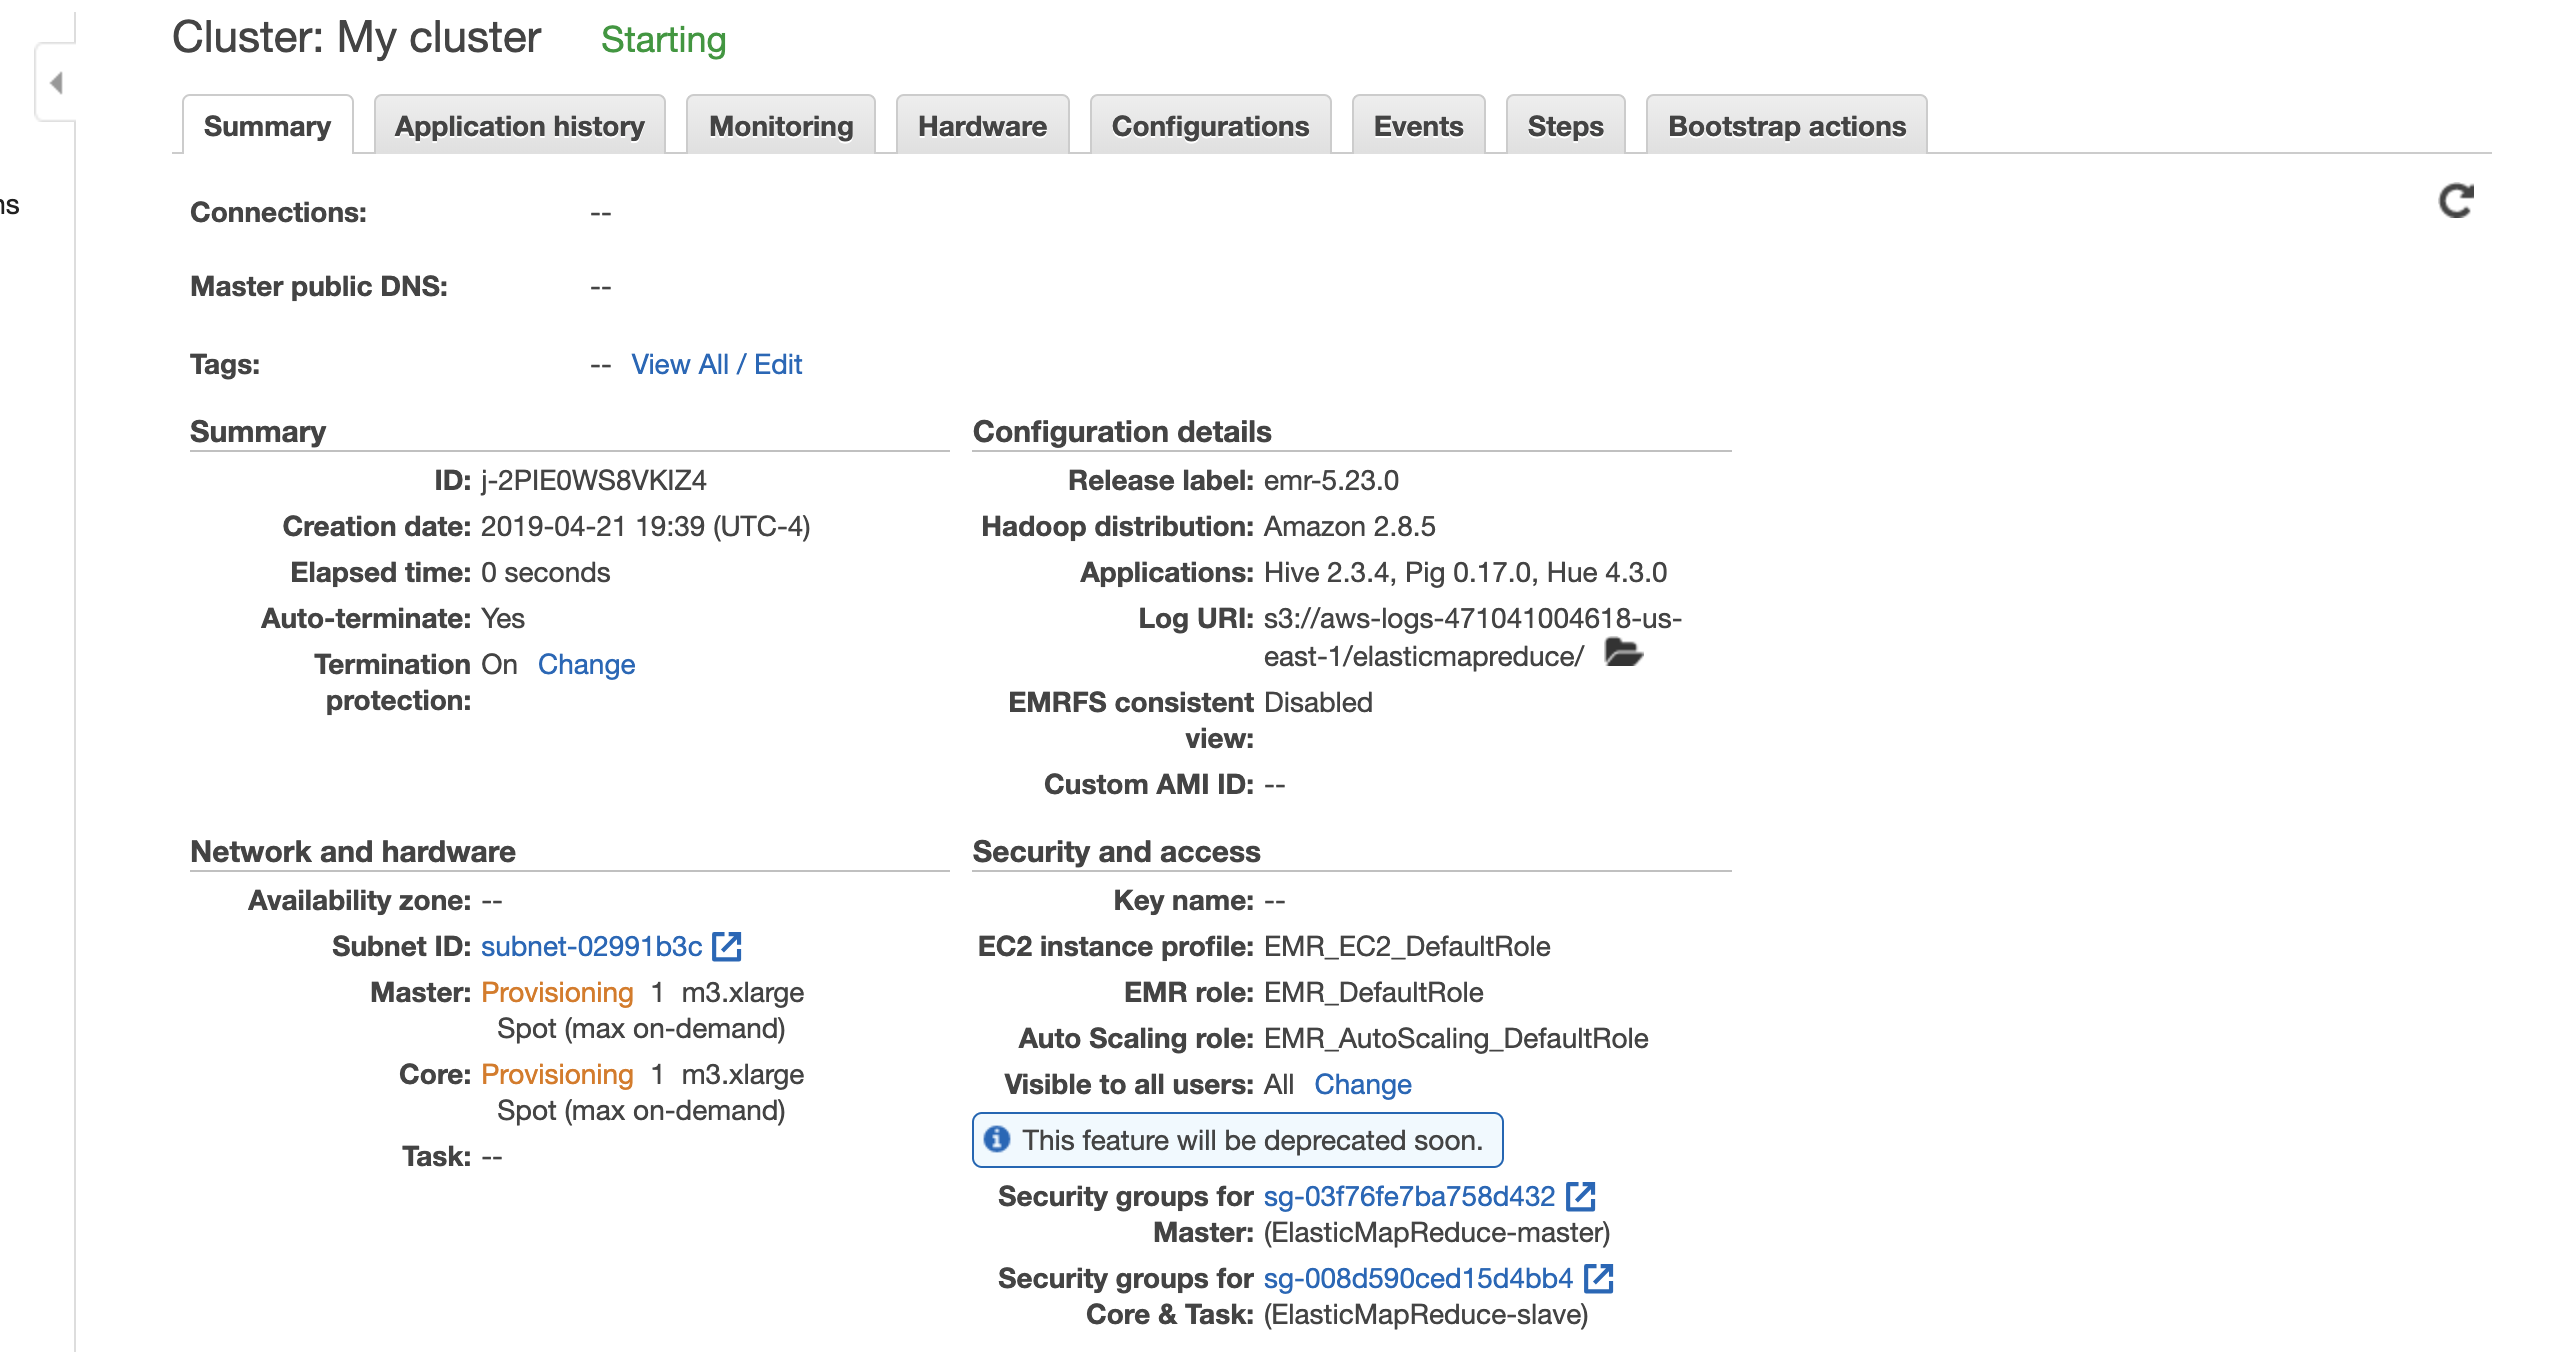 Cluster: My cluster Starting
Summary Application history Monitoring Hardware Configurations Events Steps Bootstrap actions
ns
Connections: --
Master public DNS: --
Tags: -- View All / Edit
Summary
ID: j-2PIE0WS8VKIZ4
Creation date: 2019-04-21 19:39 (UTC-4)
Elapsed time: 0 seconds
Auto-terminate: Yes
Termination On Change
protection:
Configuration details
Release label: emr-5.23.0
Hadoop distribution: Amazon 2.8.5
Applications: Hive 2.3.4, Pig 0.17.0, Hue 4.3.0
Log URI: s3://aws-logs-471041004618-us-
east-1/elasticmapreduce/
EMRFS consistent Disabled
view:
Custom AMI ID: --
Network and hardware
Availability zone: --
Subnet ID: subnet-02991b3c
Master: Provisioning 1 m3.xlarge
Spot (max on-demand)
Core: Provisioning 1 m3.xlarge
Spot (max on-demand)
Task: --
Security and access
Key name: --
EC2 instance profile: EMR_EC2_DefaultRole
EMR role: EMR_DefaultRole
Auto Scaling role: EMR_AutoScaling_DefaultRole
Visible to all users: All Change
This feature will be deprecated soon.
Security groups for sg-03f76fe7ba758d432
Master: (ElasticMapReduce-master)
Security groups for sg-008d590ced15d4bb4
Core & Task: (ElasticMapReduce-slave)